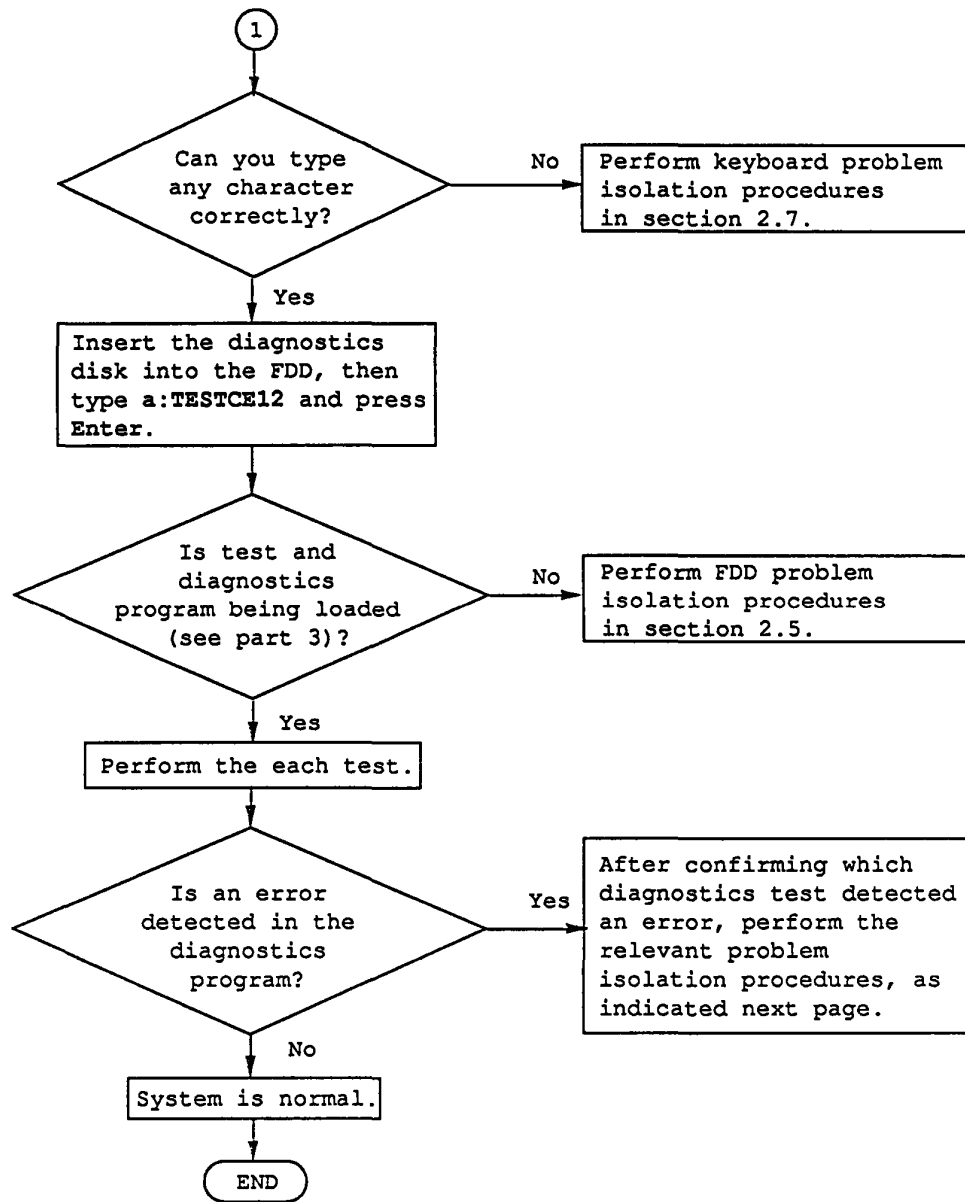 1
Can you type
any character
correctly?
No
Perform keyboard problem
isolation procedures
in section 2.7.
Yes
Insert the diagnostics
disk into the FDD, then
type a:TESTCE12 and press
Enter.
Is test and
diagnostics
program being loaded
(see part 3)?
No
Perform FDD problem
isolation procedures
in section 2.5.
Yes
Perform the each test.
Is an error
detected in the
diagnostics
program?
Yes
After confirming which
diagnostics test detected
an error, perform the
relevant problem
isolation procedures, as
indicated next page.
No
System is normal.
END